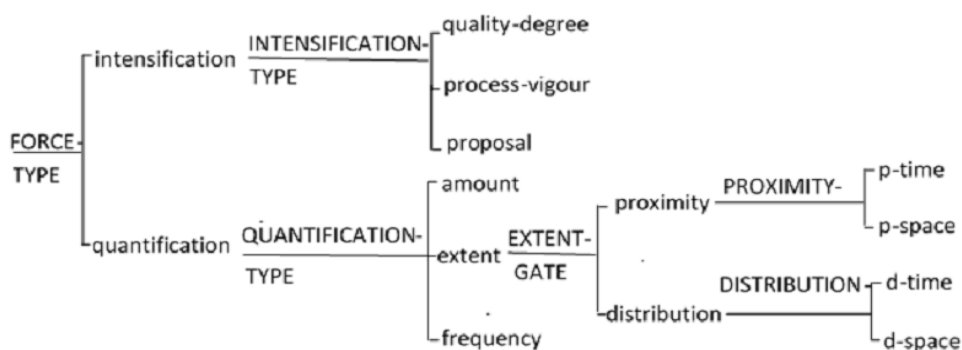 quality-degree
INTENSIFICATION-
intensification
TYPE
process-vigour
FORCE-
proposal
TYPE
amount
p-time
proximity
PROXIMITY-
p-space
QUANTIFICATION-
EXTENT-
quantification
extent
GATE
TYPE
DISTRIBUTION
d-time
distribution
frequency
d-space